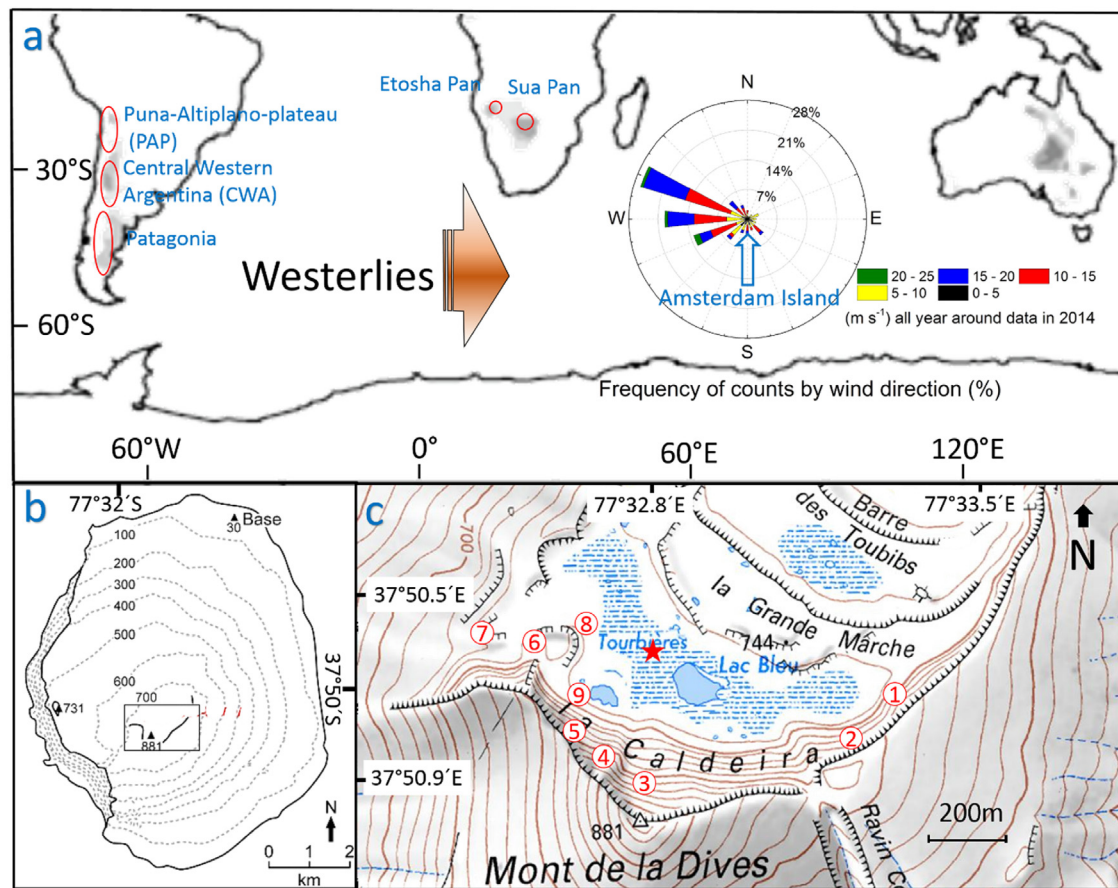 a
Etosha Pan
Sua Pan
Puna-Altiplano-plateau
(PAP)
Central Western
Argentina (CWA)
Patagonia
30°S
60°S
Westerlies
N
28%
21%
14%
7%
W
E
S
Amsterdam Island
20 - 25
15 - 20
10 - 15
5 - 10
0 - 5
(m s⁻¹) all year around data in 2014
Frequency of counts by wind direction (%)
60°W
0°
60°E
120°E
b
77°32´S
30
Base
100
200
300
400
500
600
700
731
881
37°50´S
N
0 1 2
km
c
77°32.8´E
77°33.5´E
N
700
Barre
des Toubibs
la Grande Marche
744
37°50.5´E
37°50.9´E
Tourbières
Lac Bleu
7
6
8
9
5
4
3
2
1
la Caldeira
881
Mont de la Dives
Ravin
200m